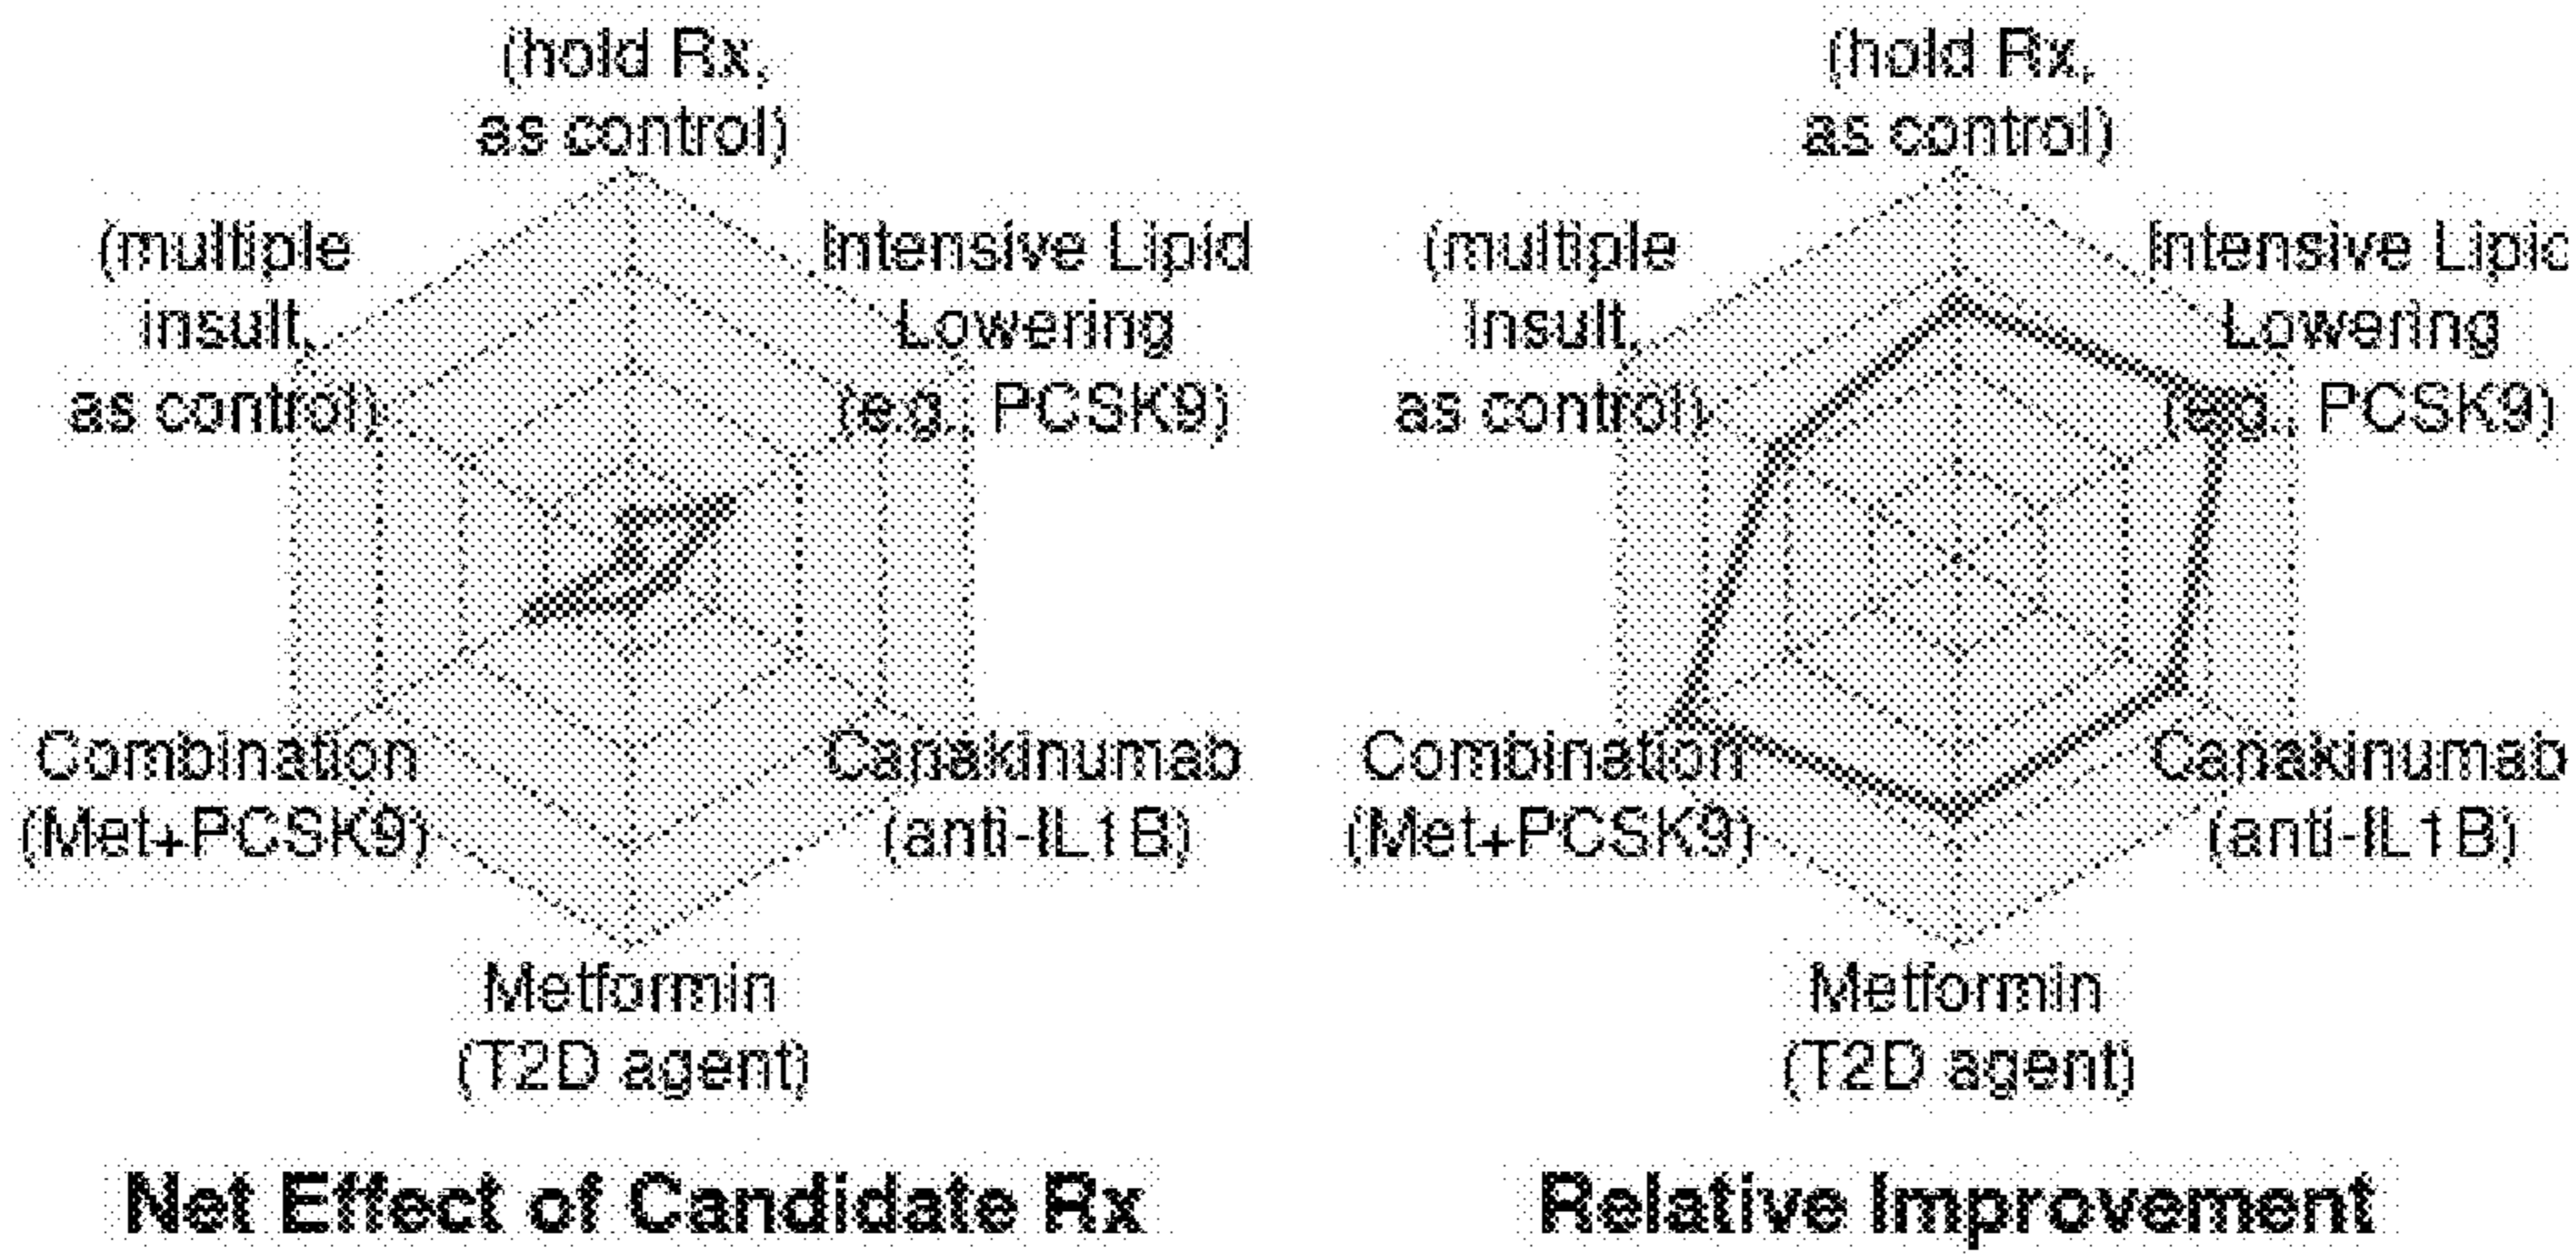 (hold Rx,
as control)
(multiple
insult,
as control)
Intensive Lipid
Lowering
(e.g., PCSK9)
Combination
(Met+PCSK9)
Canakinumab
(anti-IL1B)
Metformin
(T2D agent)
Net Effect of Candidate Rx
(hold Rx,
as control)
(multiple
insult,
as control)
Intensive Lipid
Lowering
(e.g., PCSK9)
Combination
(Met+PCSK9)
Canakinumab
(anti-IL1B)
Metformin
(T2D agent)
Relative Improvement